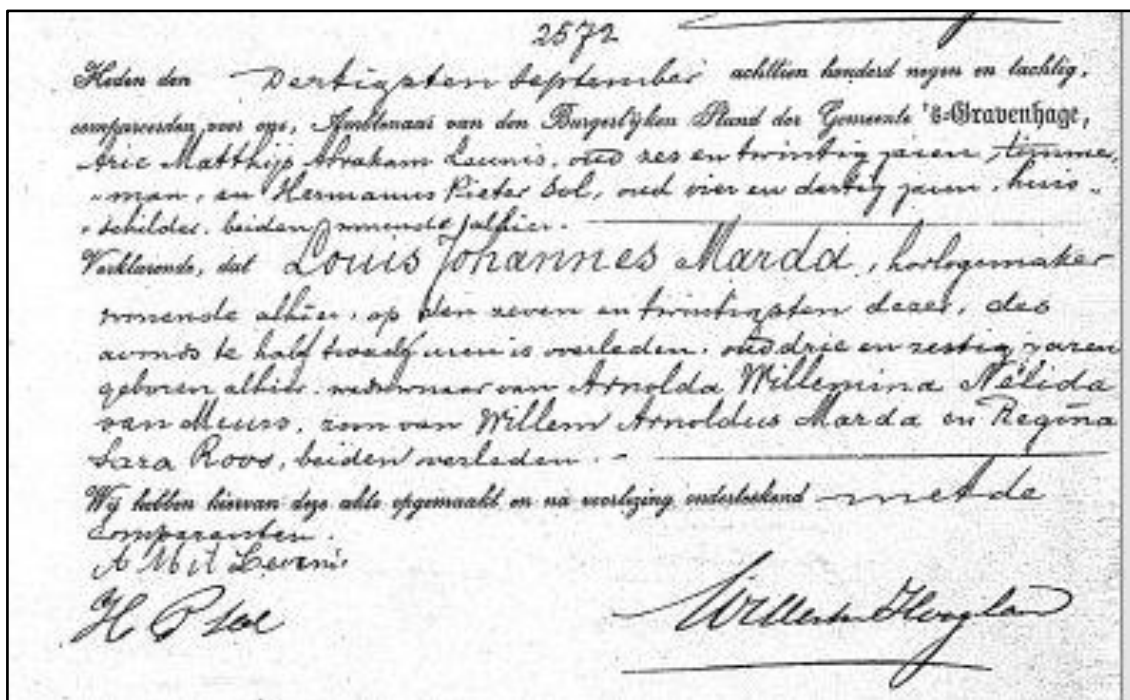 2572
Heden den Dertigsten September achttien honderd negen en tachtig,
compareerden voor ons, Ambtenaar van den Burgerlijken Stand der Gemeente 's-Gravenhage,
Arie Matthijs Abraham Leunis, oud zes en twintig jaren, timmer,
man, en Hermanus Pieter Sol, oud vier en dertig jaren, huis„
„schilder, beiden wonende alhier.
Verklarende, dat Louis Johannes Marda, horlogemaker
wonende alhier, op den zeven en twintigsten dezer, des
avonds te half twaalf uren is overleden, oud drie en zestig jaren
geboren alhier, weduwnaar van Arnolda Willemina Nélida
van Meurs, zoon van Willem Arnoldus Marda en Regina
Sara Roos, beiden overleden.
Wij hebben hiervan deze akte opgemaakt en na voorlezing onderteekend met de
comparanten.
A M A Leunis
H P Sol